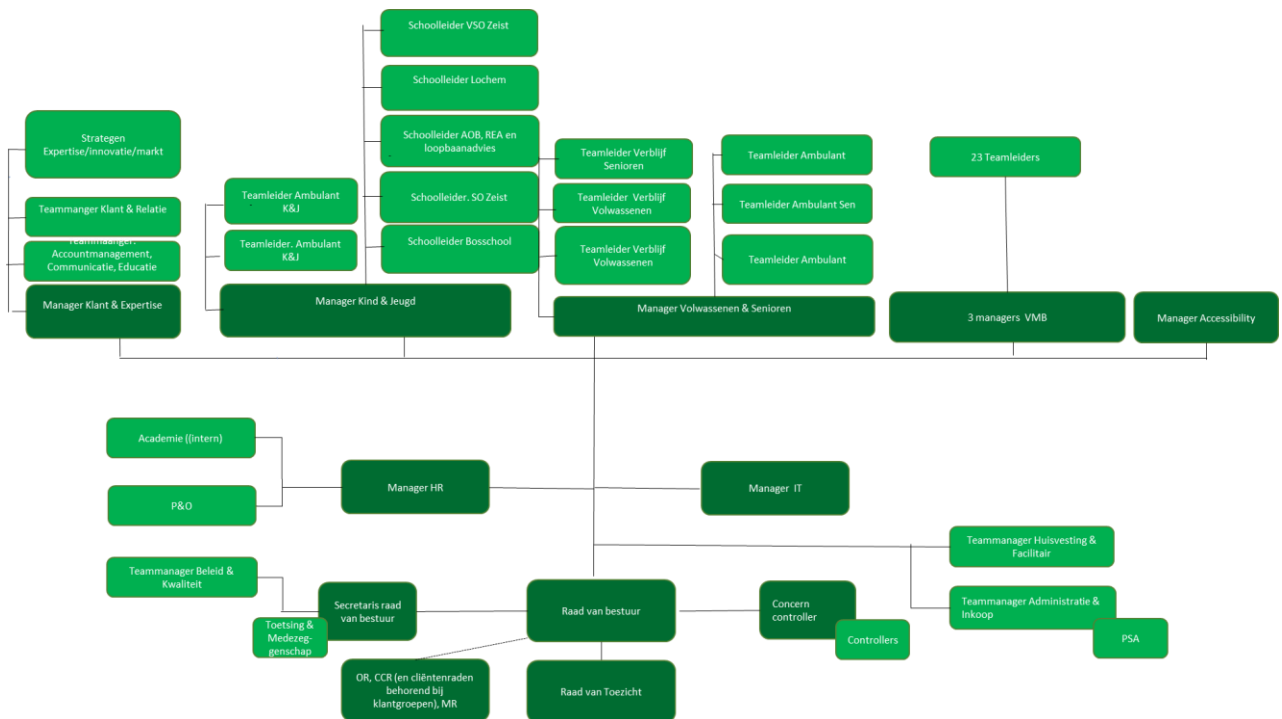 Schoolleider VSO Zeist
Schoolleider Lochem
Schoolleider AOB, REA en
loopbaanadvies
Schoolleider. SO Zeist
Schoolleider Bosschool
Strategen
Expertise/innovatie/markt
Teammanger Klant & Relatie
Accountmanagement,
Communicatie, Educatie
Manager Klant & Expertise
Teamleider Ambulant
K&J
Teamleider. Ambulant
K&J
Manager Kind & Jeugd
Teamleider Verblijf
Senioren
Teamleider Verblijf
Volwassenen
Teamleider Verblijf
Volwassenen
Teamleider Ambulant
Teamleider Ambulant Sen
Teamleider Ambulant
Manager Volwassenen & Senioren
23 Teamleiders
3 managers VMB
Manager Accessibility
Academie ((intern)
P&O
Manager HR
Manager IT
Teammanager Huisvesting &
Facilitair
Teammanager Administratie &
Inkoop
PSA
Teammanager Beleid &
Kwaliteit
Secretaris raad
van bestuur
Toetsing &
Medezeg-
genschap
Raad van bestuur
Concern
controller
Controllers
OR, CCR (en cliëntenraden
behorend bij
klantgroepen), MR
Raad van Toezicht